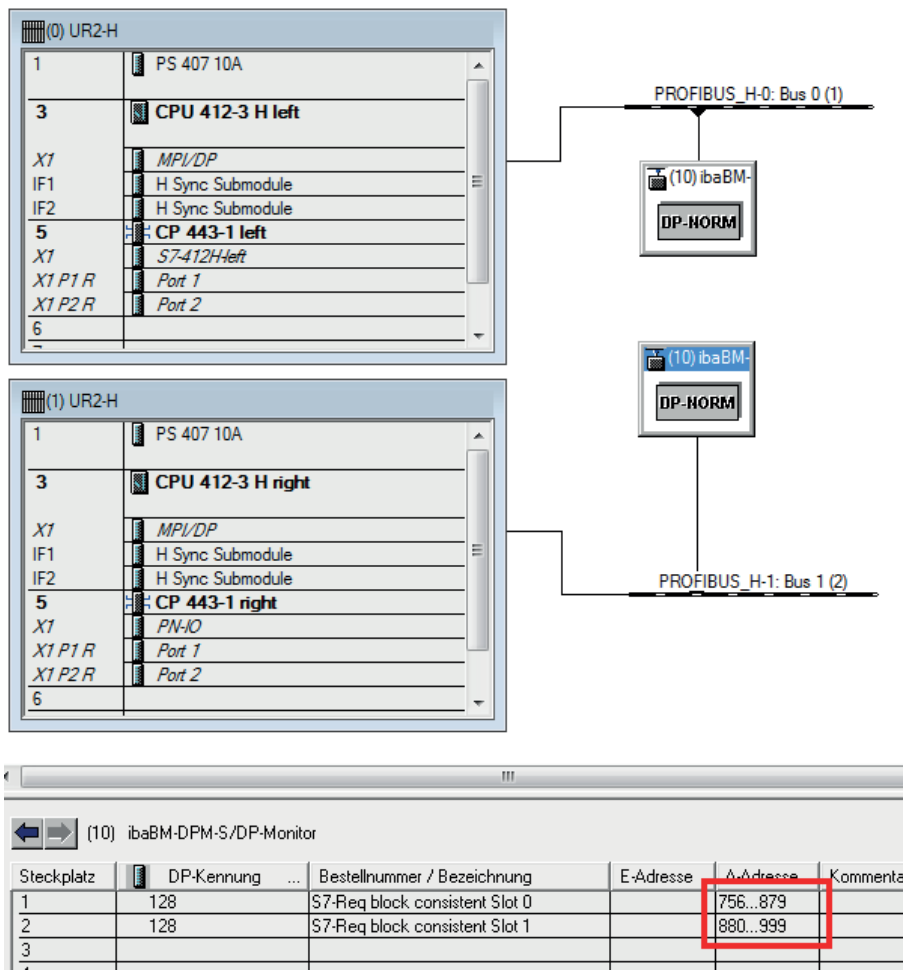 (0) UR2-H
1 PS 407 10A
3 CPU 412-3 H left
X1 MPI/DP
IF1 H Sync Submodule
IF2 H Sync Submodule
5 CP 443-1 left
X1 S7-412H-left
X1 P1 R Port 1
X1 P2 R Port 2
6
PROFIBUS_H-0: Bus 0 (1)
(10) ibaBM-
DP-NORM
(10) ibaBM-
DP-NORM
PROFIBUS_H-1: Bus 1 (2)
(1) UR2-H
1 PS 407 10A
3 CPU 412-3 H right
X1 MPI/DP
IF1 H Sync Submodule
IF2 H Sync Submodule
5 CP 443-1 right
X1 PN-IO
X1 P1 R Port 1
X1 P2 R Port 2
6
(10) ibaBM-DPM-S/DP-Monitor
Steckplatz DP-Kennung ... Bestellnummer / Bezeichnung E-Adresse A-Adresse Kommenta
1 128 S7-Req block consistent Slot 0 756...879
2 128 S7-Req block consistent Slot 1 880...999
3